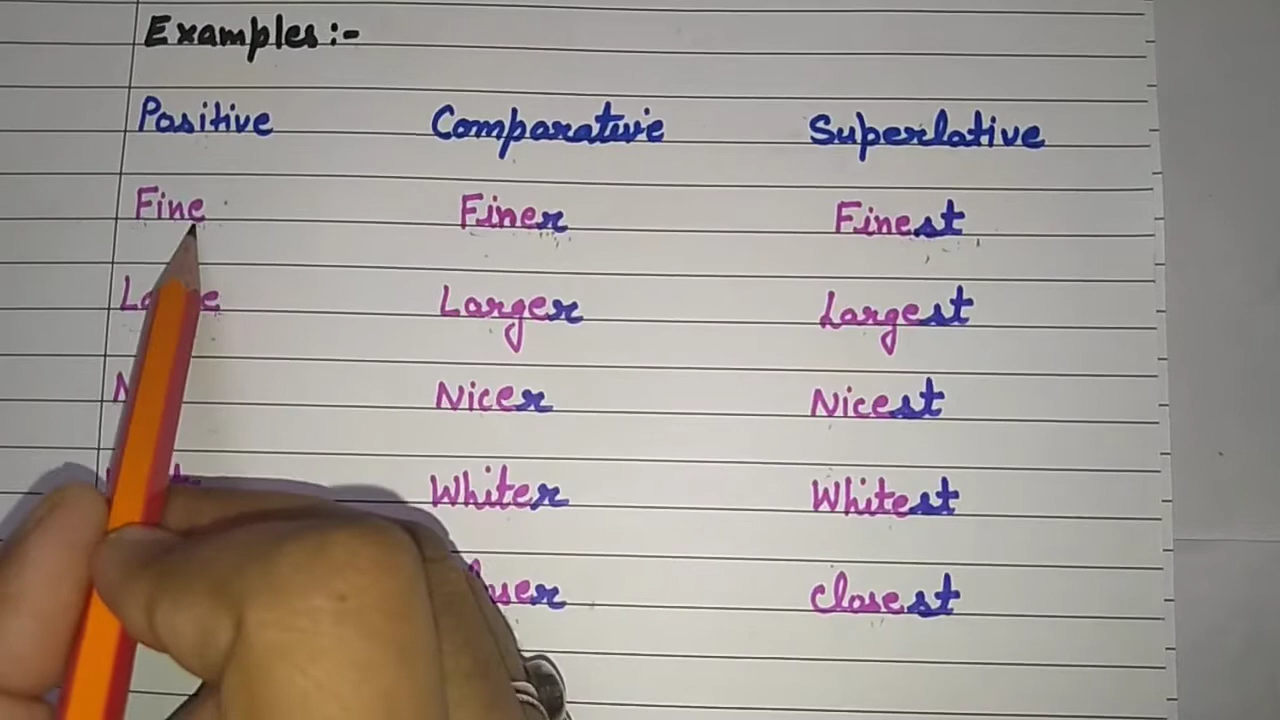 Examples:-
Positive Comparative Superlative
Fine Finer Finest
Larger Largest
Nicer Nicest
Whiter Whitest
Closest